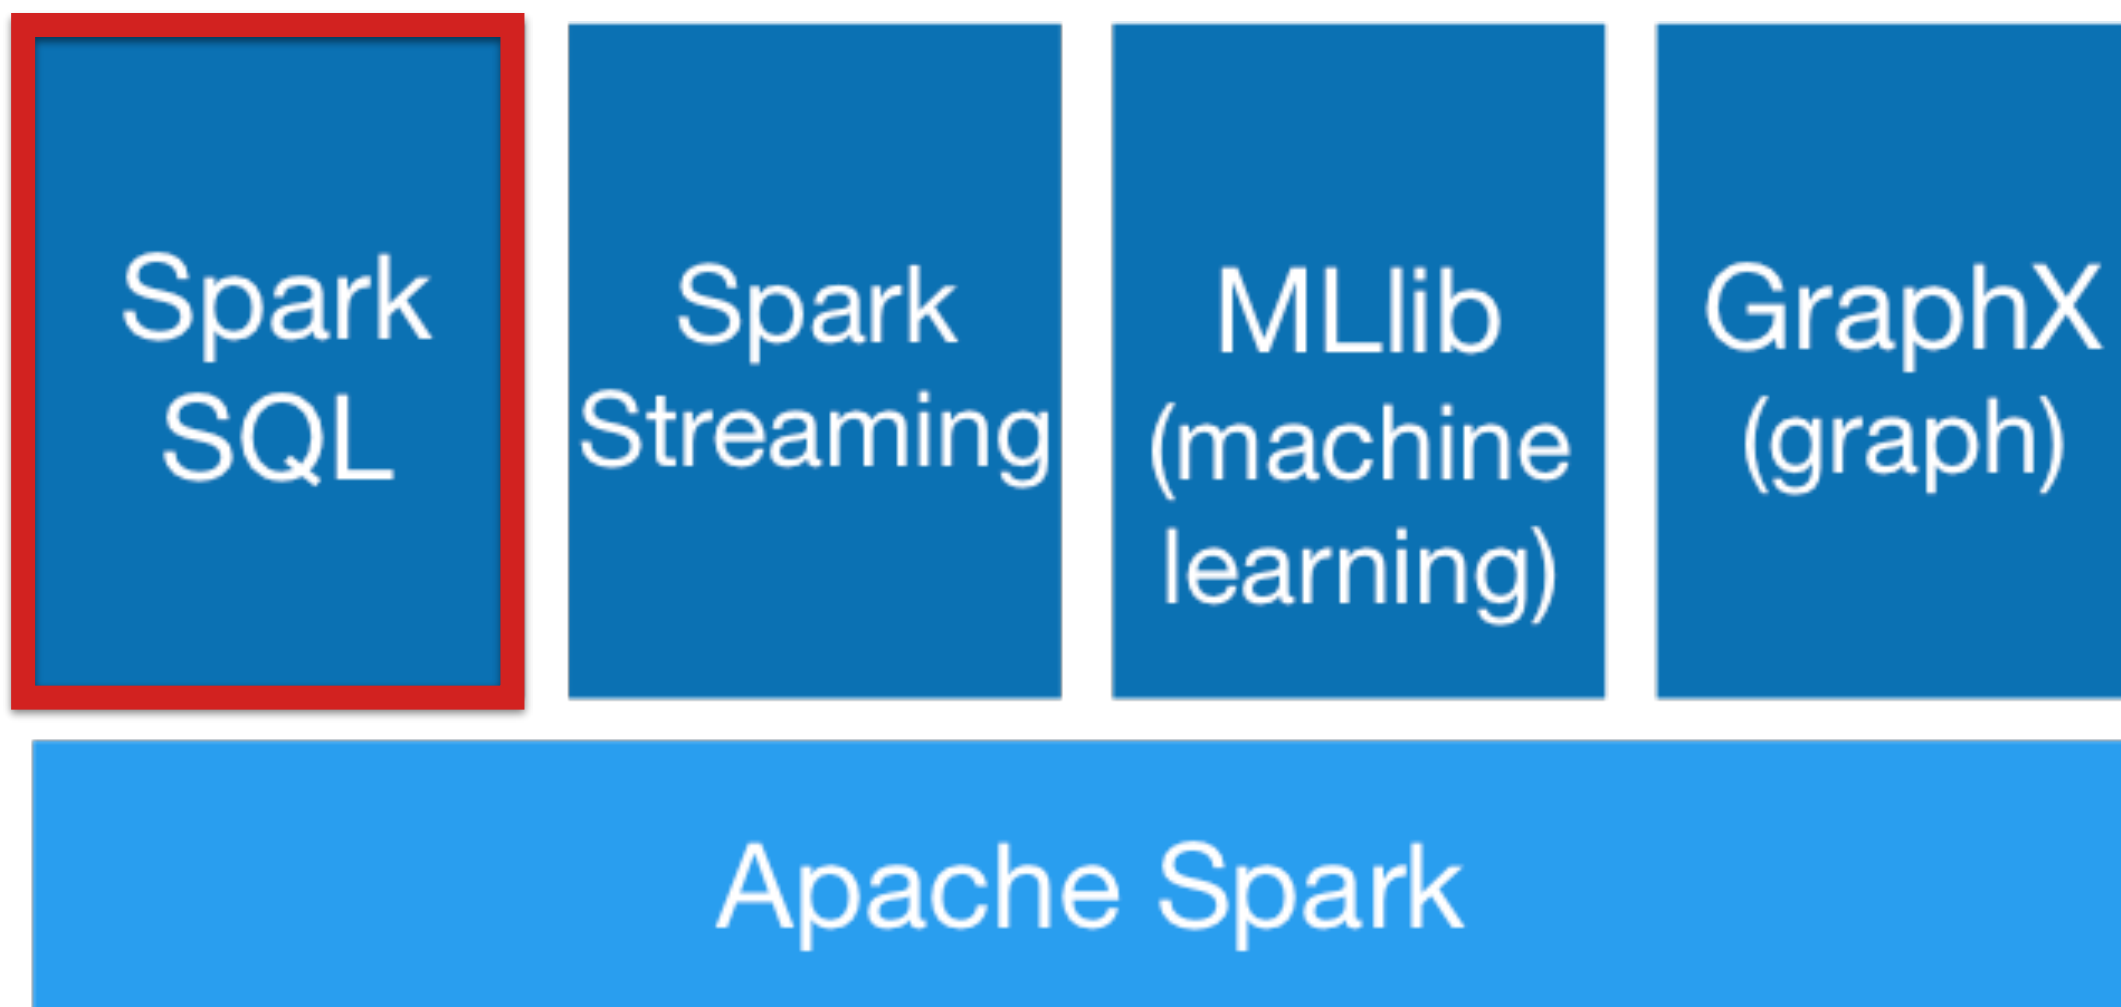 Spark
SQL
Spark
Streaming
MLlib
(machine
learning)
GraphX
(graph)
Apache Spark